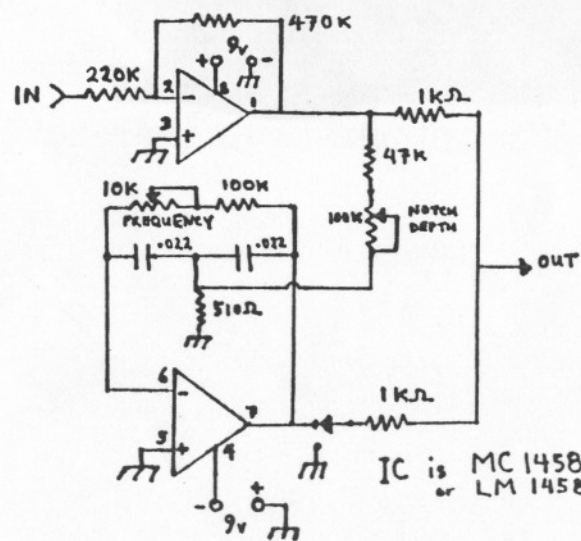 470K
9v
+ -
220K
IN
2 -
8
1
3 +
1KΩ
47K
10K
100K
FREQUENCY
100K
NOTCH
DEPTH
.022
.022
OUT
510Ω
6 -
7
1KΩ
5 +
4
- 9v +
IC is MC 1458
or LM 1458